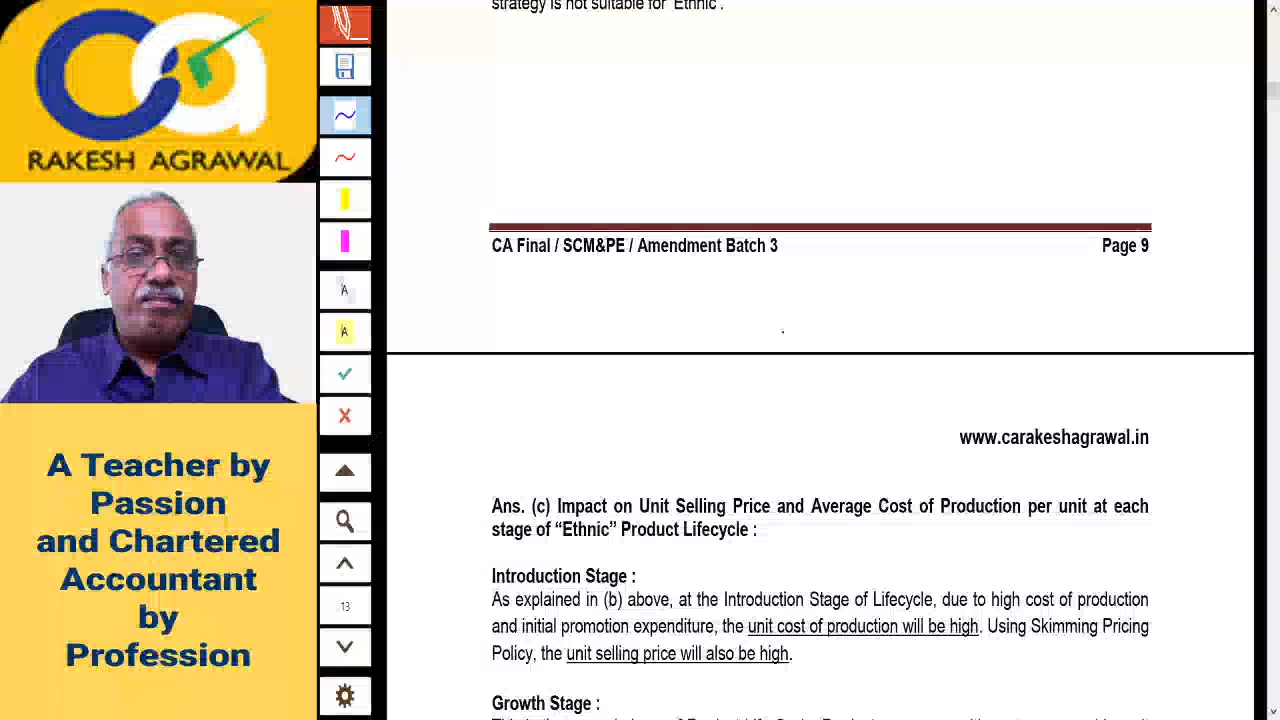 RAKESH AGRAWAL
A Teacher by
Passion
and Chartered
Accountant
by
Profession
A
A
13
strategy is not suitable for 'Ethnic'.
CA Final / SCM&PE / Amendment Batch 3 Page 9
www.carakeshagrawal.in
Ans. (c) Impact on Unit Selling Price and Average Cost of Production per unit at each
stage of “Ethnic” Product Lifecycle :
Introduction Stage :
As explained in (b) above, at the Introduction Stage of Lifecycle, due to high cost of production
and initial promotion expenditure, the unit cost of production will be high. Using Skimming Pricing
Policy, the unit selling price will also be high.
Growth Stage :